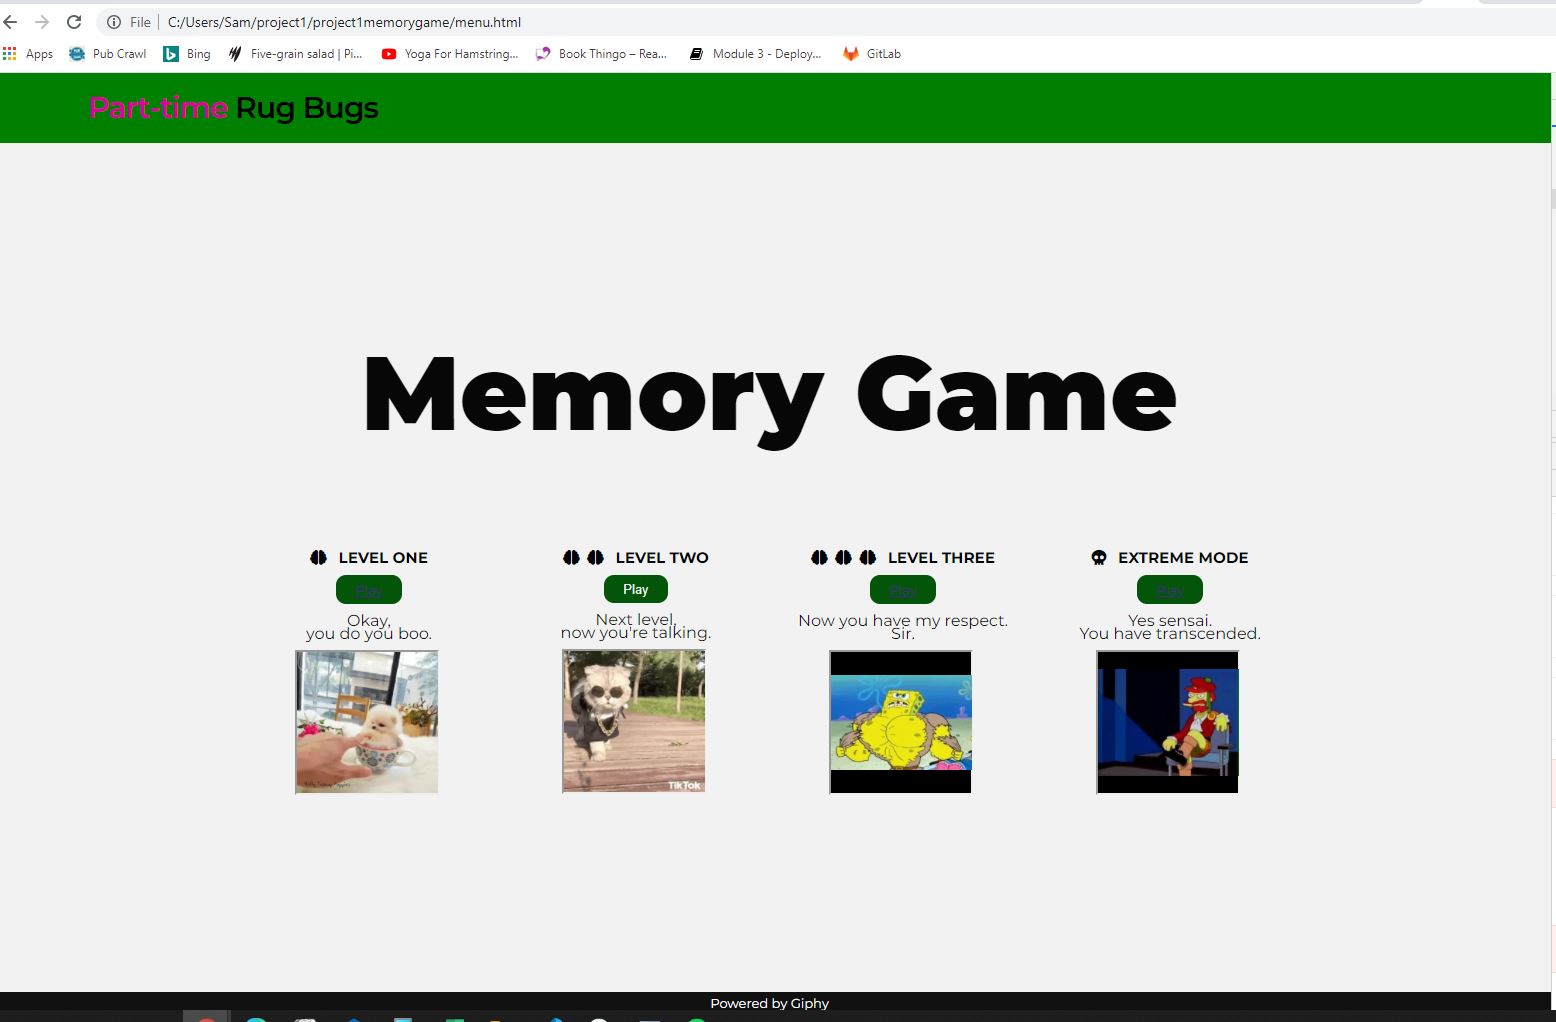 File
C:/Users/Sam/project1/project1memorygame/menu.html
Apps
Pub Crawl
Bing
Five-grain salad | Pi...
Yoga For Hamstring...
Book Thingo – Rea...
Module 3 - Deploy...
GitLab
Part-time Rug Bugs
Memory Game
LEVEL ONE
Play
Okay,
you do you boo.
LEVEL TWO
Play
Next level,
now you're talking.
TikTok
LEVEL THREE
Play
Now you have my respect.
Sir.
EXTREME MODE
Play
Yes sensai.
You have transcended.
Powered by Giphy